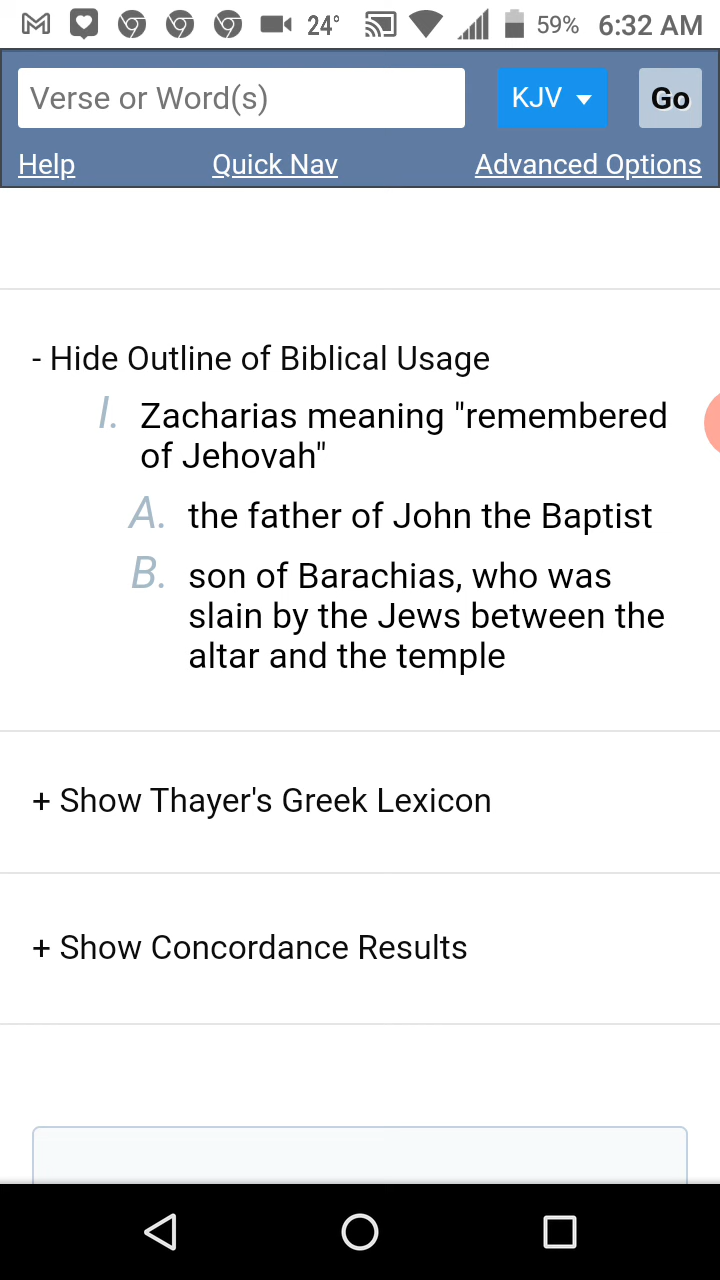 24° 59% 6:32 AM
Verse or Word(s) KJV Go
Help Quick Nav Advanced Options
- Hide Outline of Biblical Usage
I. Zacharias meaning "remembered
of Jehovah"
A. the father of John the Baptist
B. son of Barachias, who was
slain by the Jews between the
altar and the temple
+ Show Thayer's Greek Lexicon
+ Show Concordance Results